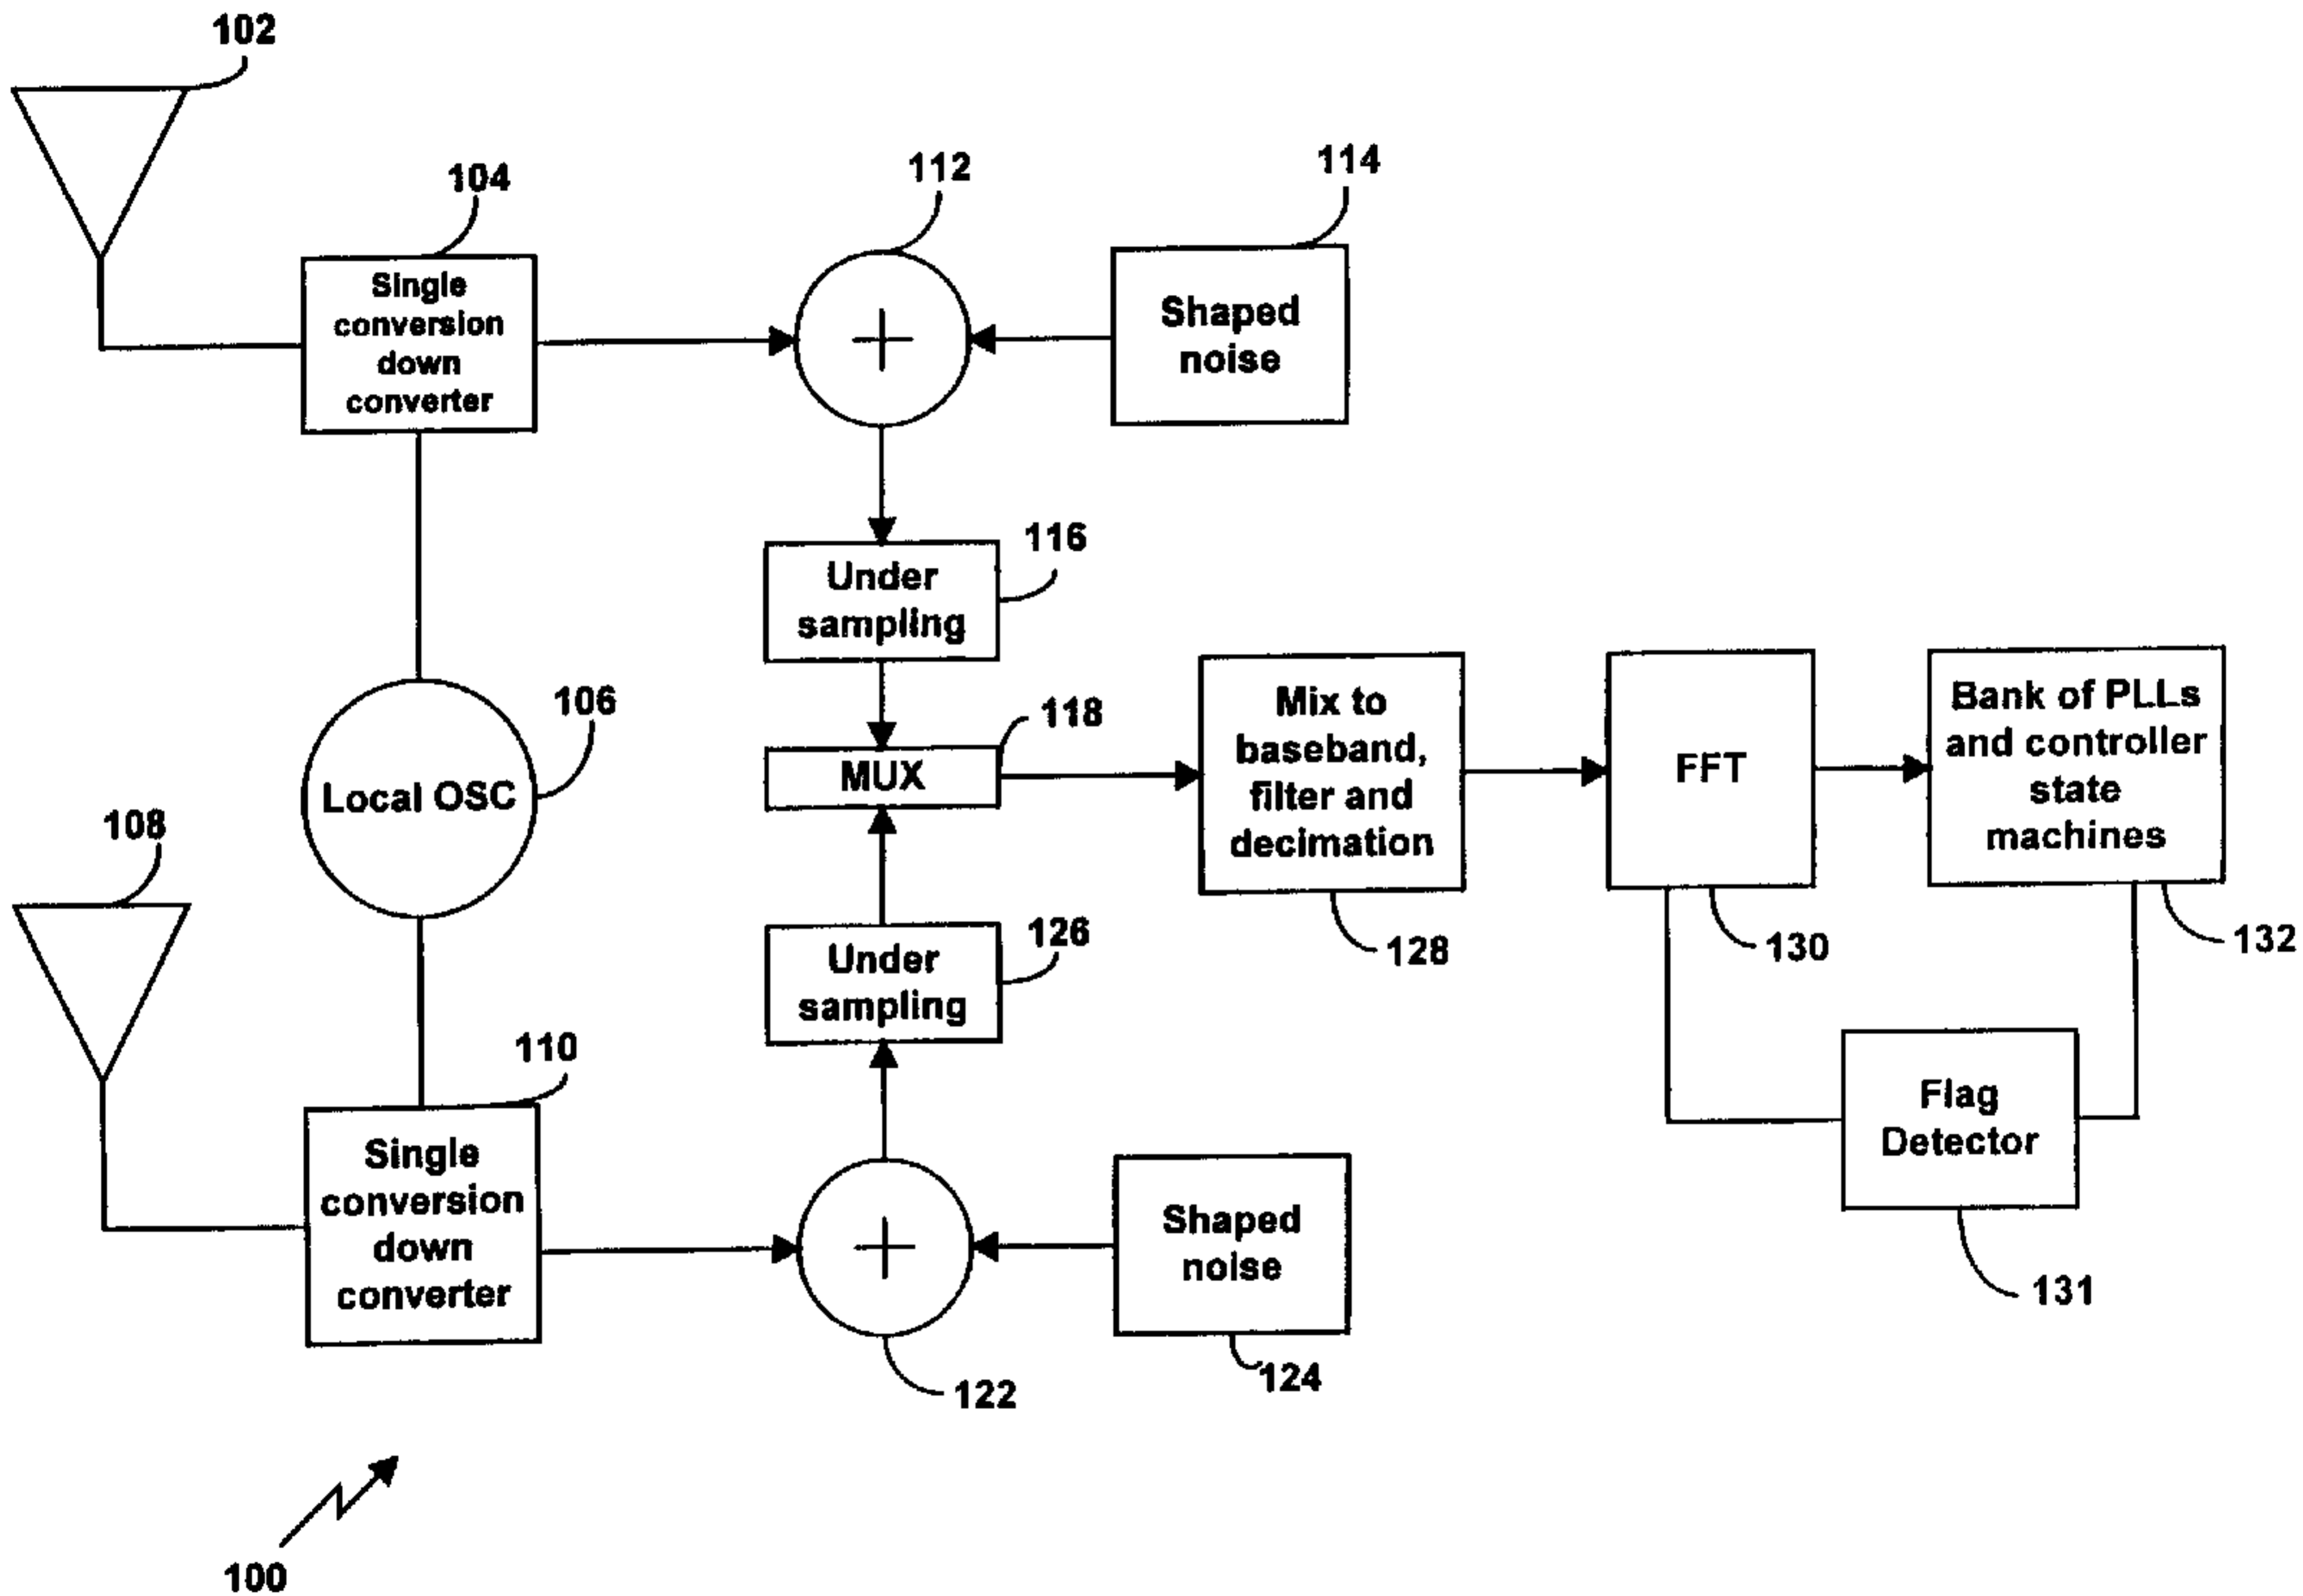 102
104
Single
conversion
down
converter
112
114
Shaped
noise
116
Under
sampling
106
Local OSC
118
MUX
Mix to
baseband,
filter and
decimation
128
FFT
130
Bank of PLLs
and controller
state
machines
132
108
126
Under
sampling
110
Single
conversion
down
converter
Flag
Detector
131
122
Shaped
noise
124
100